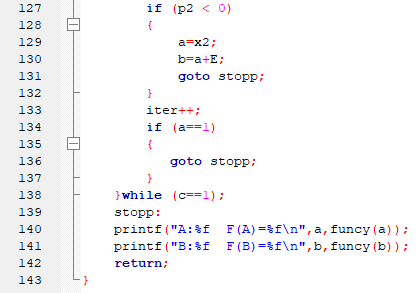 127 if (p2 < 0)
128 {
129 a=x2;
130 b=a+E;
131 goto stopp;
132 }
133 iter++;
134 if (a==1)
135 {
136 goto stopp;
137 }
138 }while (c==1);
139 stopp:
140 printf("A:%f  F(A)=%f\n",a,funcy(a));
141 printf("B:%f  F(B)=%f\n",b,funcy(b));
142 return;
143 }